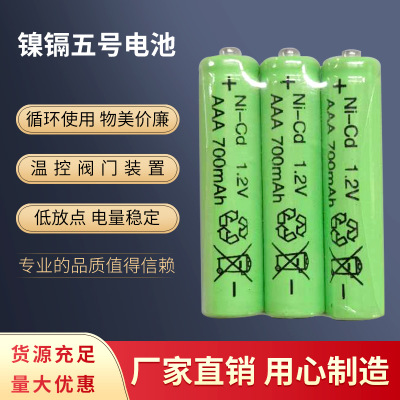 镍镉五号电池
循环使用 物美价廉
温控阀门装置
低放点 电量稳定
专业的品质值得信赖
+
Ni-Cd 1.2V
AAA 700mAh
-
+
Ni-Cd 1.2V
AAA 700mAh
-
+
Ni-Cd 1.2V
AAA 700mAh
-
货源充足
量大优惠
厂家直销 用心制造